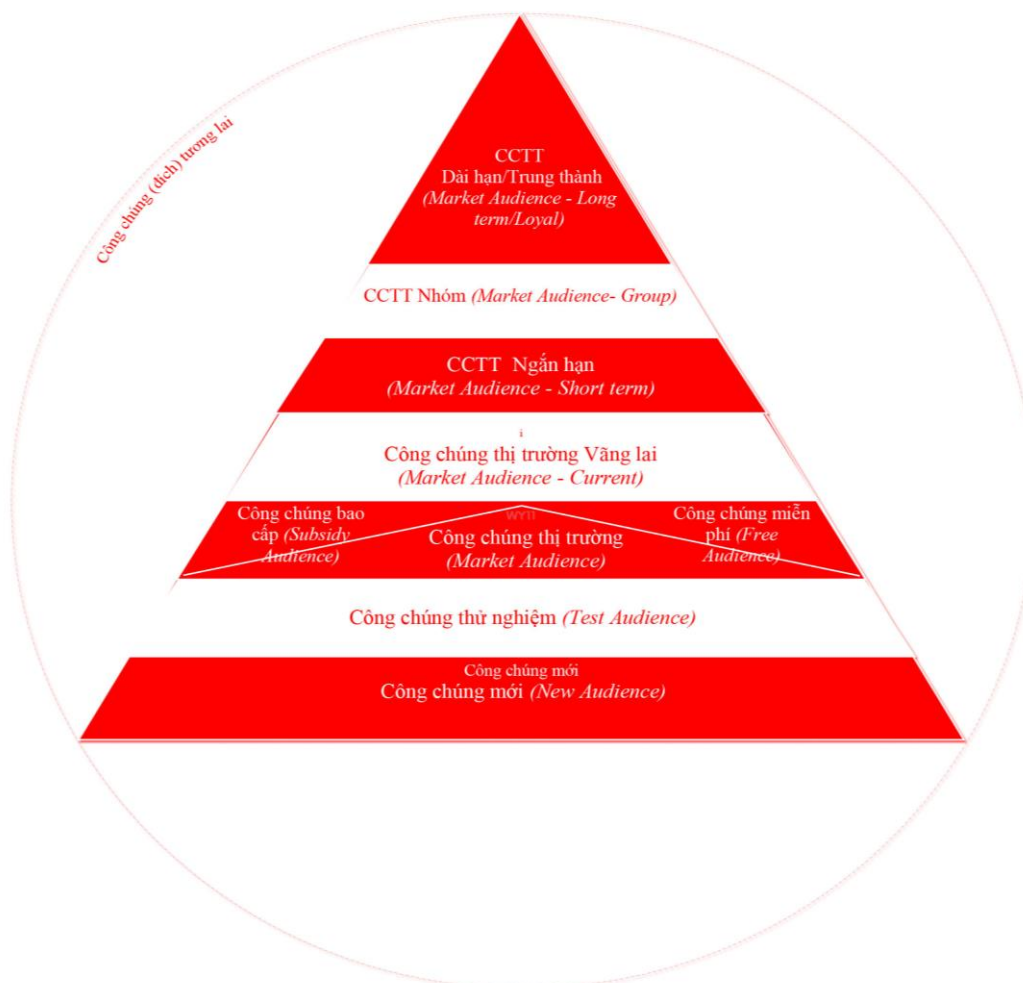 Công chúng (đích) tương lai
CCTT
Dài hạn/Trung thành
(Market Audience - Long
term/Loyal)
CCTT Nhóm (Market Audience- Group)
CCTT Ngắn hạn
(Market Audience - Short term)
i
Công chúng thị trường Vãng lai
(Market Audience - Current)
Công chúng bao
cấp (Subsidy
Audience)
Công chúng thị trường
(Market Audience)
Công chúng miễn
phí (Free
Audience)
Công chúng thử nghiệm (Test Audience)
Công chúng mới
Công chúng mới (New Audience)